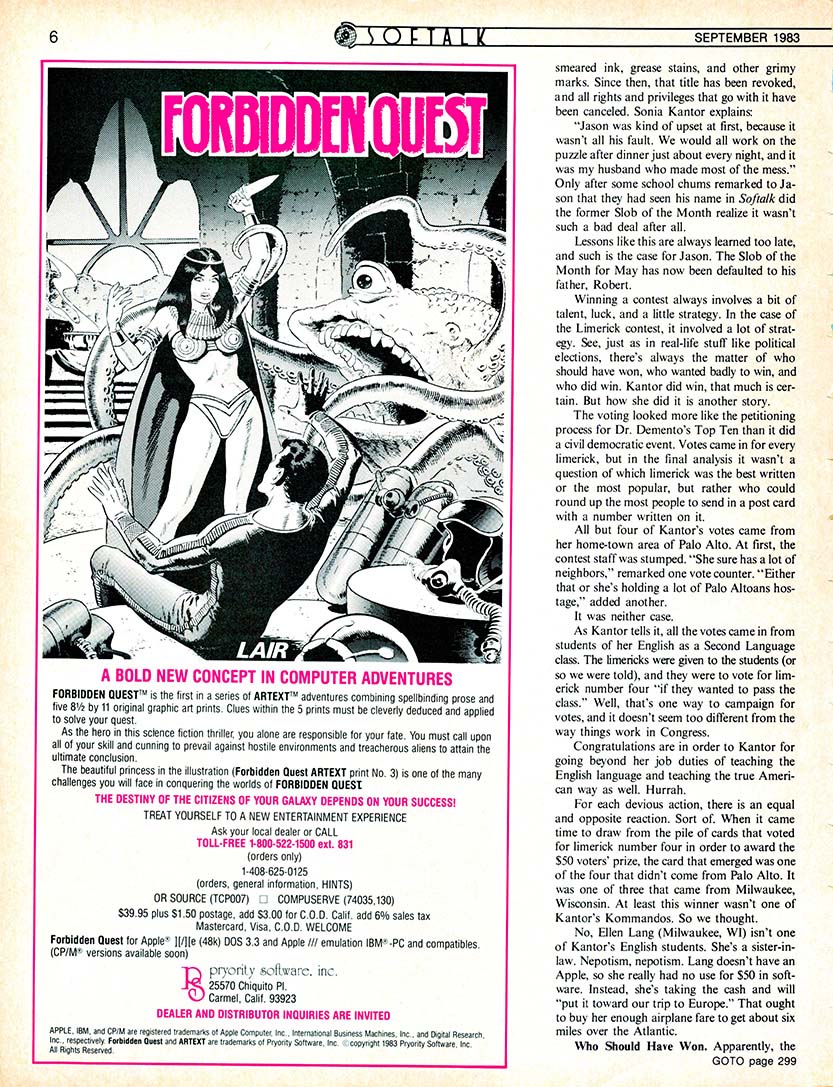 6
SOFTALK
SEPTEMBER 1983
FORBIDDEN QUEST
LAIR
A BOLD NEW CONCEPT IN COMPUTER ADVENTURES
FORBIDDEN QUEST™ is the first in a series of ARTEXT™ adventures combining spellbinding prose and
five 8½ by 11 original graphic art prints. Clues within the 5 prints must be cleverly deduced and applied
to solve your quest.
As the hero in this science fiction thriller, you alone are responsible for your fate. You must call upon
all of your skill and cunning to prevail against hostile environments and treacherous aliens to attain the
ultimate conclusion.
The beautiful princess in the illustration (Forbidden Quest ARTEXT print No. 3) is one of the many
challenges you will face in conquering the worlds of FORBIDDEN QUEST.
THE DESTINY OF THE CITIZENS OF YOUR GALAXY DEPENDS ON YOUR SUCCESS!
TREAT YOURSELF TO A NEW ENTERTAINMENT EXPERIENCE
Ask your local dealer or CALL
TOLL-FREE 1-800-522-1500 ext. 831
(orders only)
1-408-625-0125
(orders, general information, HINTS)
OR SOURCE (TCP007) □ COMPUSERVE (74035,130)
$39.95 plus $1.50 postage, add $3.00 for C.O.D. Calif. add 6% sales tax
Mastercard, Visa, C.O.D. WELCOME
Forbidden Quest for Apple® ][/][e (48k) DOS 3.3 and Apple /// emulation IBM®-PC and compatibles.
(CP/M® versions available soon)
PS pryority software, inc.
25570 Chiquito Pl.
Carmel, Calif. 93923
DEALER AND DISTRIBUTOR INQUIRIES ARE INVITED
APPLE, IBM, and CP/M are registered trademarks of Apple Computer, Inc., International Business Machines, Inc., and Digital Research,
Inc., respectively. Forbidden Quest and ARTEXT are trademarks of Pryority Software, Inc. ©copyright 1983 Pryority Software, Inc.
All Rights Reserved.
smeared ink, grease stains, and other grimy
marks. Since then, that title has been revoked,
and all rights and privileges that go with it have
been canceled. Sonia Kantor explains:
"Jason was kind of upset at first, because it
wasn't all his fault. We would all work on the
puzzle after dinner just about every night, and it
was my husband who made most of the mess."
Only after some school chums remarked to Ja-
son that they had seen his name in Softalk did
the former Slob of the Month realize it wasn't
such a bad deal after all.
Lessons like this are always learned too late,
and such is the case for Jason. The Slob of the
Month for May has now been defaulted to his
father, Robert.
Winning a contest always involves a bit of
talent, luck, and a little strategy. In the case of
the Limerick contest, it involved a lot of strat-
egy. See, just as in real-life stuff like political
elections, there's always the matter of who
should have won, who wanted badly to win, and
who did win. Kantor did win, that much is cer-
tain. But how she did it is another story.
The voting looked more like the petitioning
process for Dr. Demento's Top Ten than it did
a civil democratic event. Votes came in for every
limerick, but in the final analysis it wasn't a
question of which limerick was the best written
or the most popular, but rather who could
round up the most people to send in a post card
with a number written on it.
All but four of Kantor's votes came from
her home-town area of Palo Alto. At first, the
contest staff was stumped. "She sure has a lot of
neighbors," remarked one vote counter. "Either
that or she's holding a lot of Palo Altoans hos-
tage," added another.
It was neither case.
As Kantor tells it, all the votes came in from
students of her English as a Second Language
class. The limericks were given to the students (or
so we were told), and they were to vote for lim-
erick number four "if they wanted to pass the
class." Well, that's one way to campaign for
votes, and it doesn't seem too different from the
way things work in Congress.
Congratulations are in order to Kantor for
going beyond her job duties of teaching the
English language and teaching the true Ameri-
can way as well. Hurrah.
For each devious action, there is an equal
and opposite reaction. Sort of. When it came
time to draw from the pile of cards that voted
for limerick number four in order to award the
$50 voters' prize, the card that emerged was one
of the four that didn't come from Palo Alto. It
was one of three that came from Milwaukee,
Wisconsin. At least this winner wasn't one of
Kantor's Kommandos. So we thought.
No, Ellen Lang (Milwaukee, WI) isn't one
of Kantor's English students. She's a sister-in-
law. Nepotism, nepotism. Lang doesn't have an
Apple, so she really had no use for $50 in soft-
ware. Instead, she's taking the cash and will
"put it toward our trip to Europe." That ought
to buy her enough airplane fare to get about six
miles over the Atlantic.
Who Should Have Won. Apparently, the
GOTO page 299